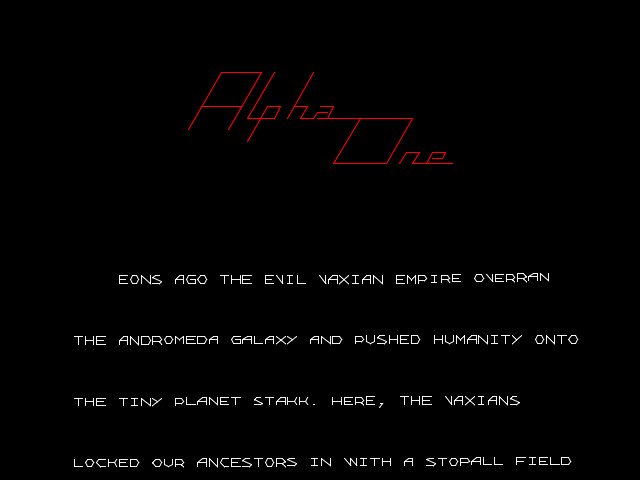 Alpha
One
EONS AGO THE EVIL VAXIAN EMPIRE OVERRAN
THE ANDROMEDA GALAXY AND PUSHED HUMANITY ONTO
THE TINY PLANET STAKK. HERE, THE VAXIANS
LOCKED OUR ANCESTORS IN WITH A STOPALL FIELD